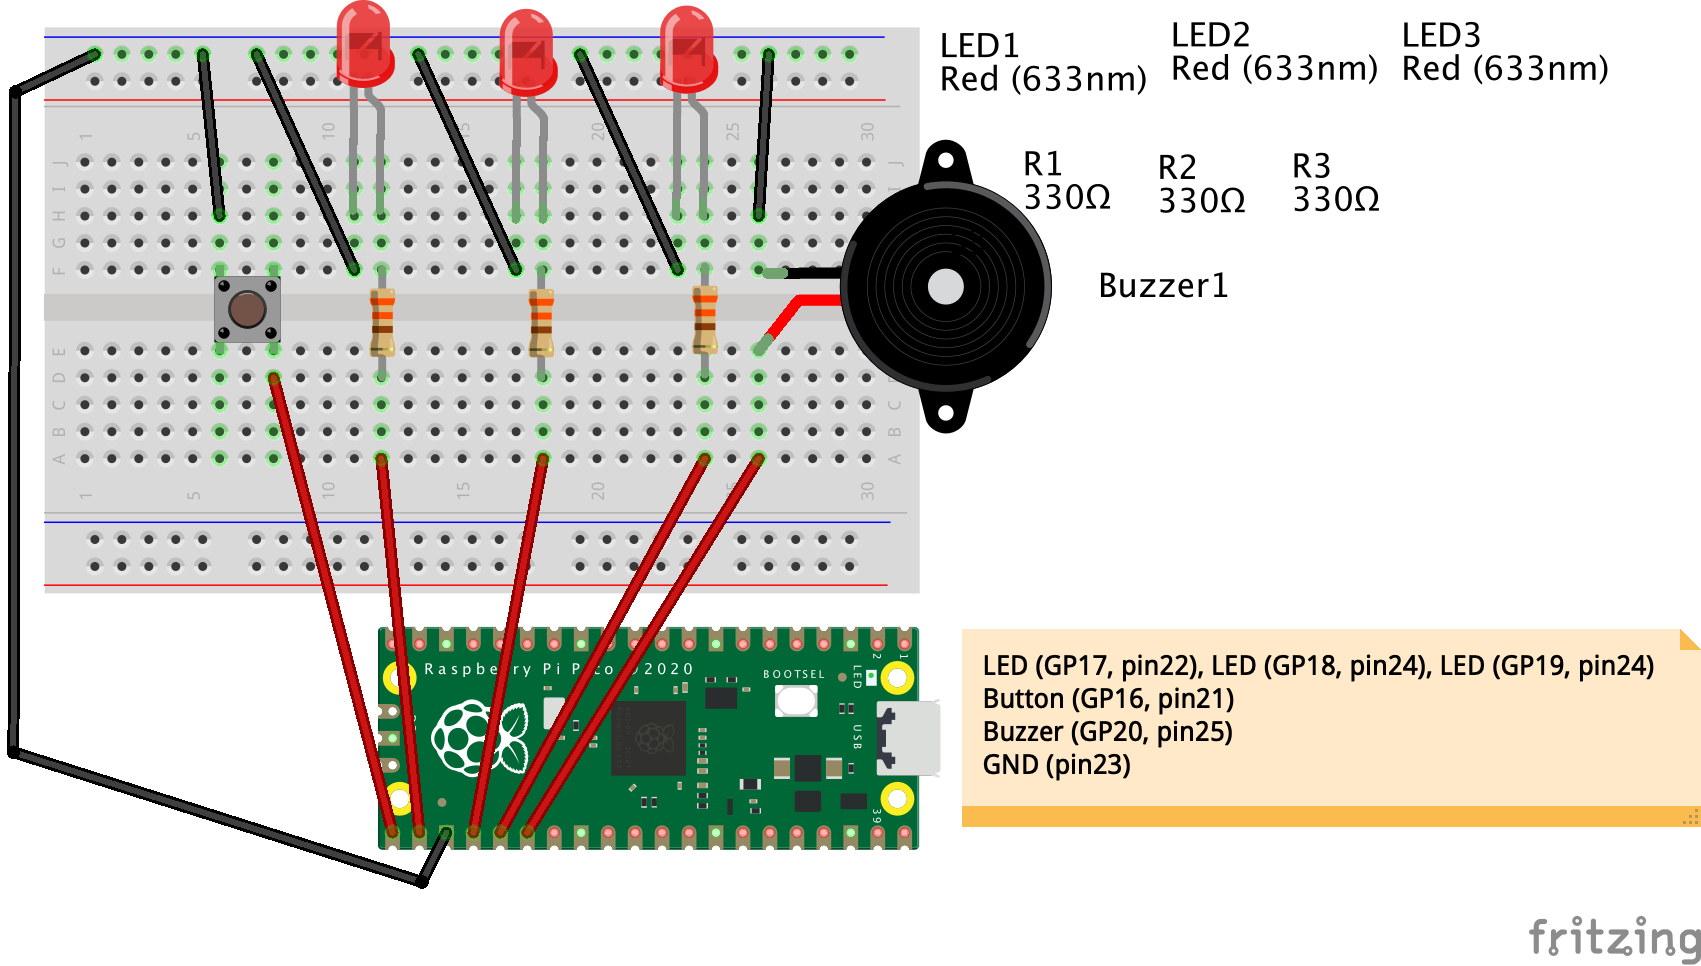 LED1
Red (633nm)
LED2
Red (633nm)
LED3
Red (633nm)
R1
330Ω
R2
330Ω
R3
330Ω
Buzzer1
1 5 10 15 20 25 30
J J
I I
H
G
F
E
D
C C
B B
A A
1 5 10 15 20 25 30
Raspberry Pi Pico ©2020
BOOTSEL
LED
2
1
USB
39
LED (GP17, pin22), LED (GP18, pin24), LED (GP19, pin24)
Button (GP16, pin21)
Buzzer (GP20, pin25)
GND (pin23)
fritzing